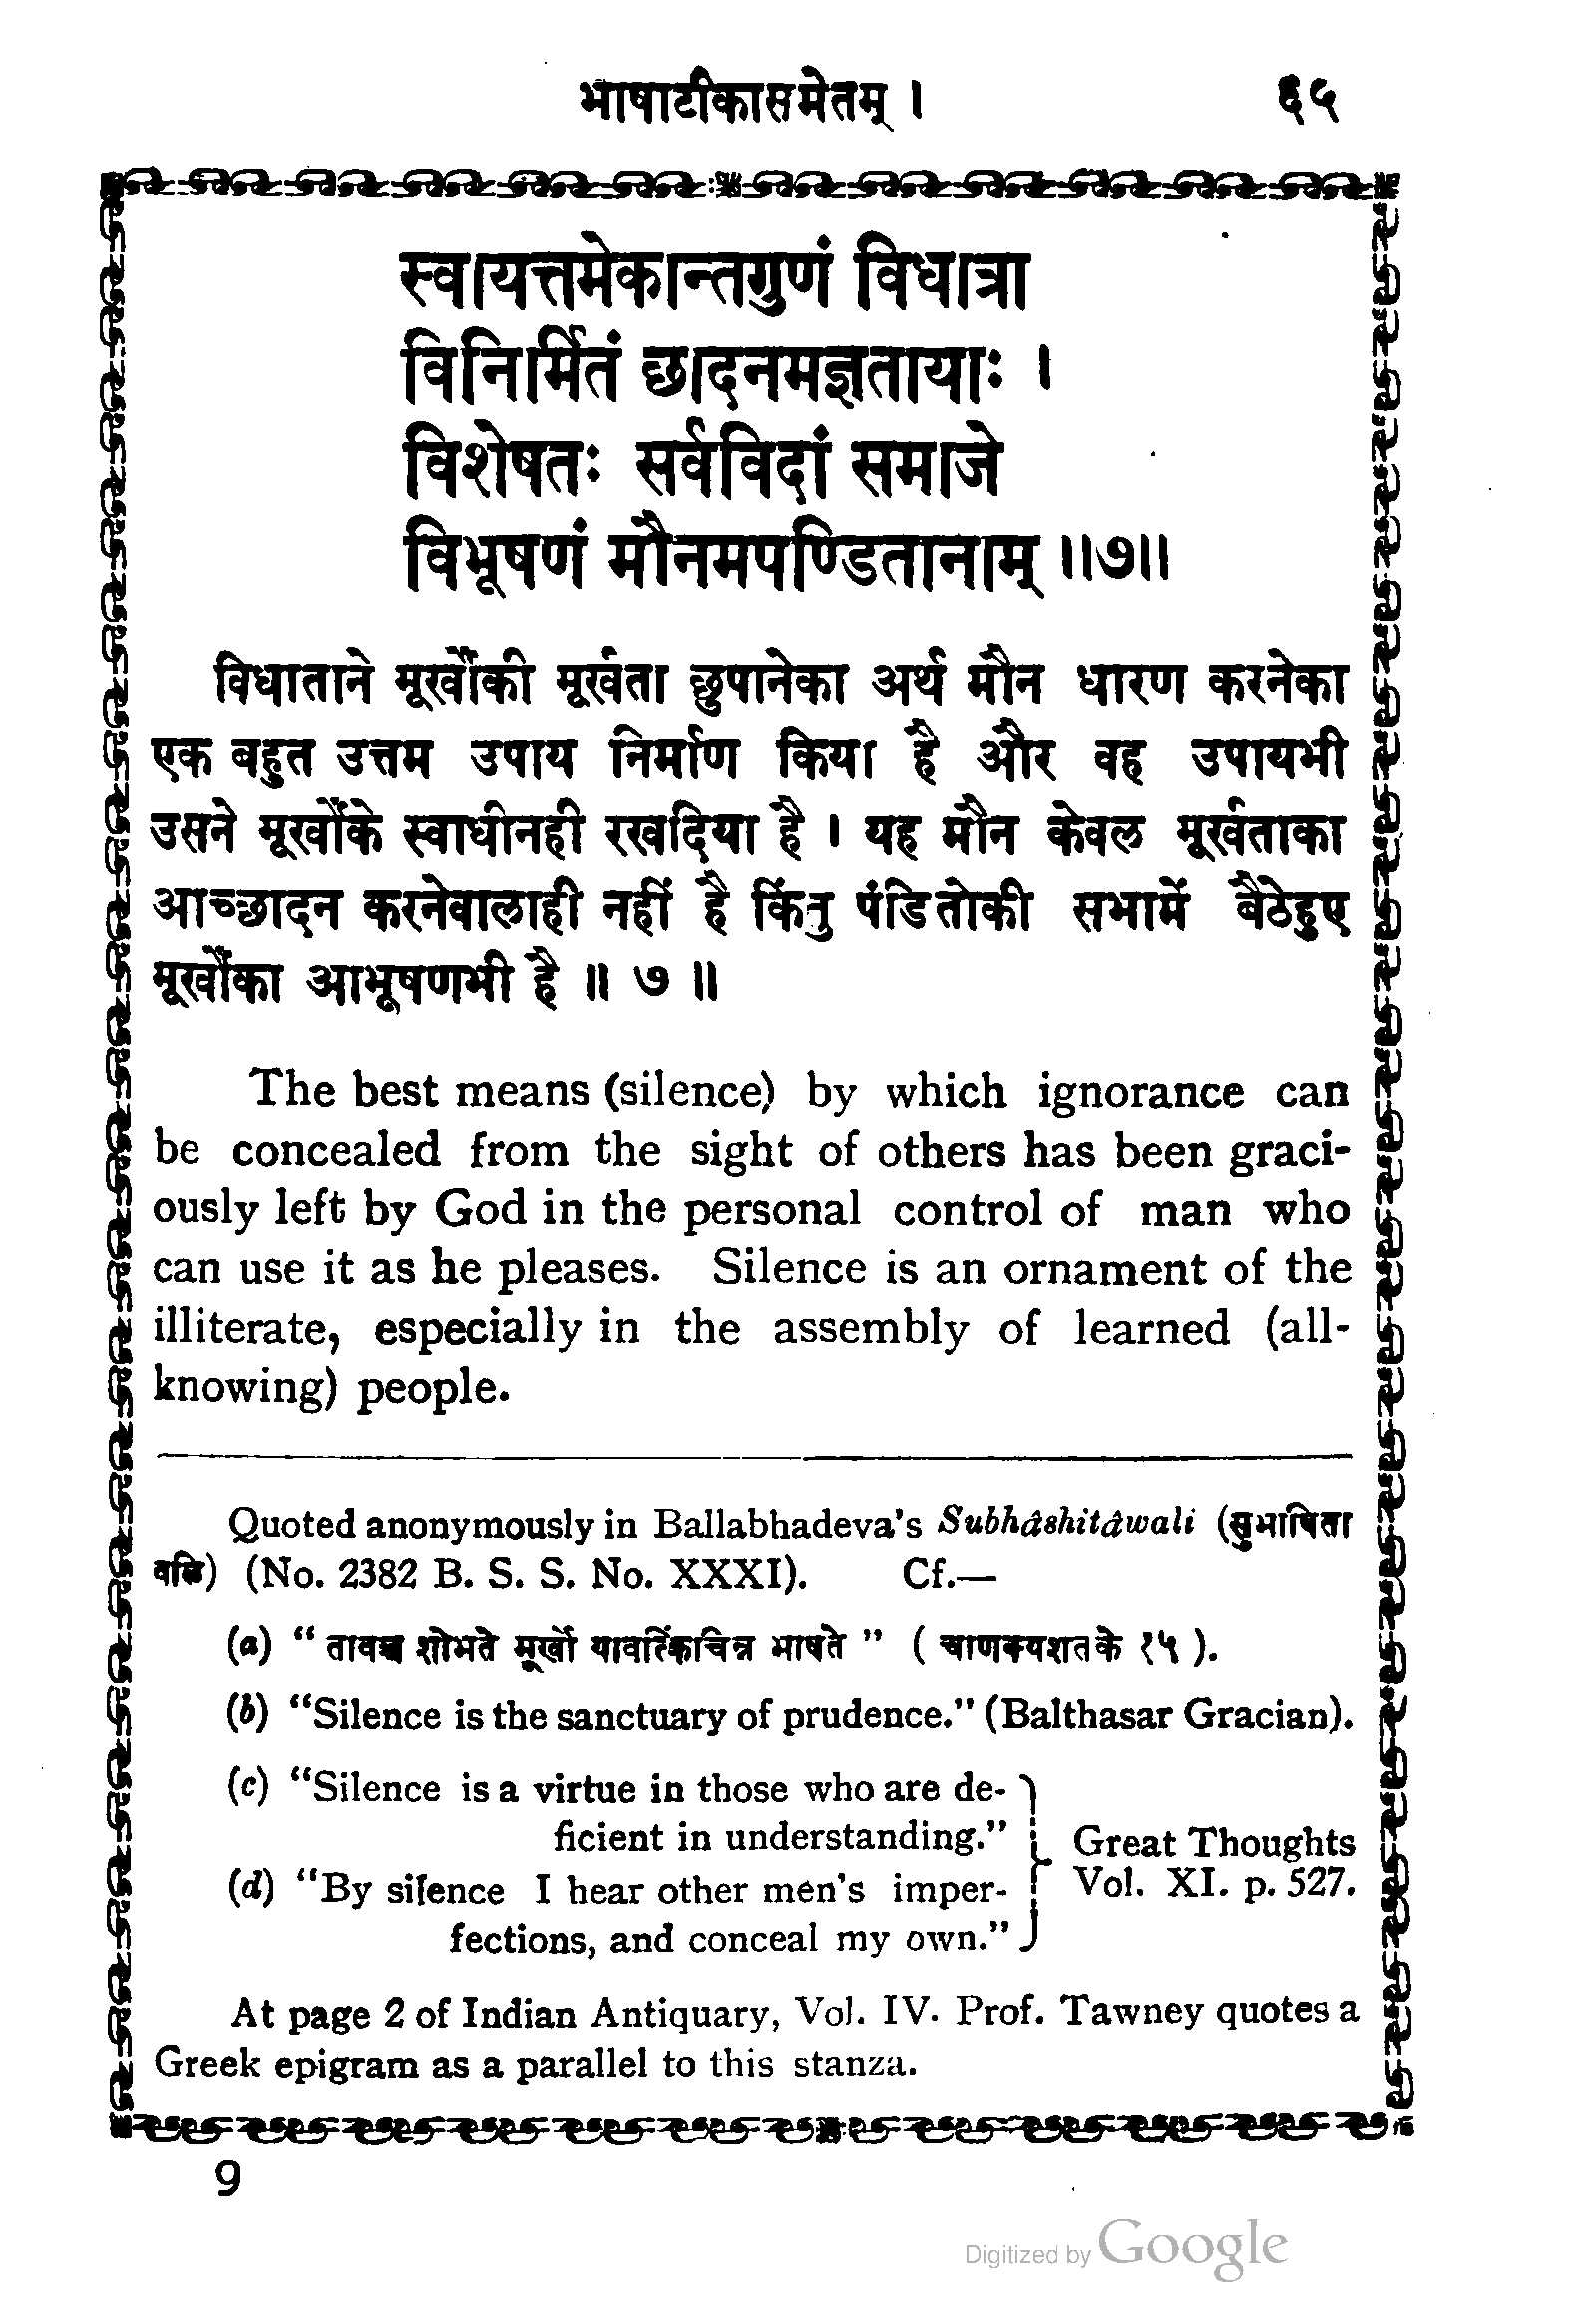 भाषाटीकासमेतम् । ६५
स्वायत्तमेकान्तगुणं विधात्रा
विनिर्मितं छादनमज्ञतायाः ।
विशेषतः सर्वविदां समाजे
विभूषणं मौनमपण्डितानाम् ॥७॥
विधाताने मूर्खोंकी मूर्खता छुपानेका अर्थ मौन धारण करनेका
एक बहुत उत्तम उपाय निर्माण किया है और वह उपायभी
उसने मूर्खोंके स्वाधीनही रखदिया है । यह मौन केवल मूर्खताका
आच्छादन करनेवालाही नहीं है किंतु पंडितोकी सभामें बैठेहुए
मूर्खोंका आभूषणभी है ॥ ७ ॥
The best means (silence) by which ignorance can
be concealed from the sight of others has been graci-
ously left by God in the personal control of man who
can use it as he pleases. Silence is an ornament of the
illiterate, especially in the assembly of learned (all-
knowing) people.
Quoted anonymously in Ballabhadeva's Subhâshitâwali (सुभाषिता
वलि) (No. 2382 B. S. S. No. XXXI). Cf.—
(a) “ तावच्च शोभते मूर्खो यावत्किंचिन्न भाषते ” ( चाणक्यशतके १५ ).
(b) “Silence is the sanctuary of prudence.” (Balthasar Gracian).
(c) “Silence is a virtue in those who are de-
ficient in understanding.”
(d) “By silence I hear other men's imper-
fections, and conceal my own.”
Great Thoughts
Vol. XI. p. 527.
At page 2 of Indian Antiquary, Vol. IV. Prof. Tawney quotes a
Greek epigram as a parallel to this stanza.
9
Digitized by Google